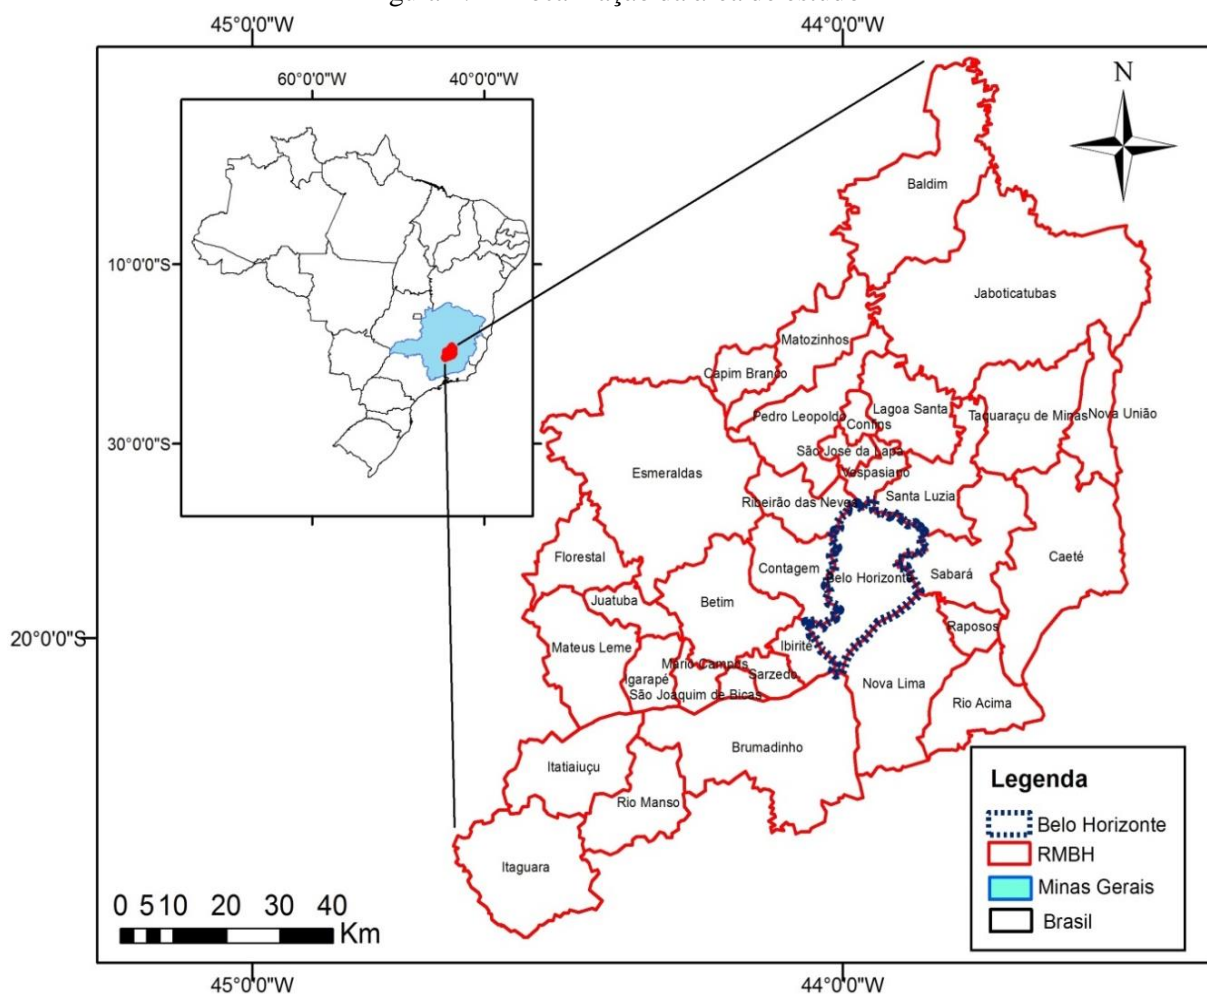 45°0'0"W 44°0'0"W
60°0'0"W 40°0'0"W
N
10°0'0"S
30°0'0"S
20°0'0"S
Baldim
Jaboticatubas
Matozinhos
Capim Branco
Pedro Leopoldo
Lagoa Santa
Confins
Taquaraçu de Minas
Nova União
São José da Lapa
Vespasiano
Esmeraldas
Ribeirão das Neves
Santa Luzia
Florestal
Contagem
Belo Horizonte
Sabará
Caeté
Juatuba
Betim
Raposos
Mateus Leme
Ibirité
Mário Campos
Sarzedo
Igarapé
São Joaquim de Bicas
Nova Lima
Rio Acima
Brumadinho
Itatiaiuçu
Rio Manso
Itaguara
Legenda
Belo Horizonte
RMBH
Minas Gerais
Brasil
0 5 10 20 30 40
Km
45°0'0"W 44°0'0"W